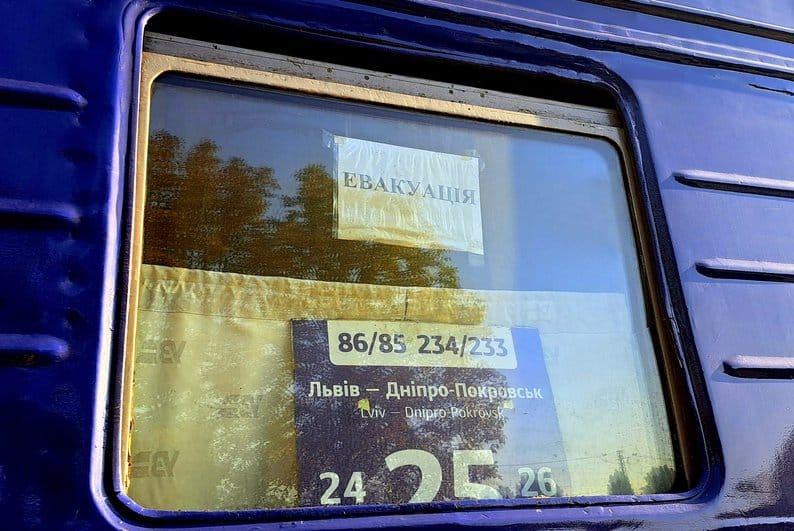 ЕВАКУАЦІЯ
86/85 234/233
Львів — Дніпро-Покровськ
Lviv — Dnipro-Pokrovsk
24 25 26